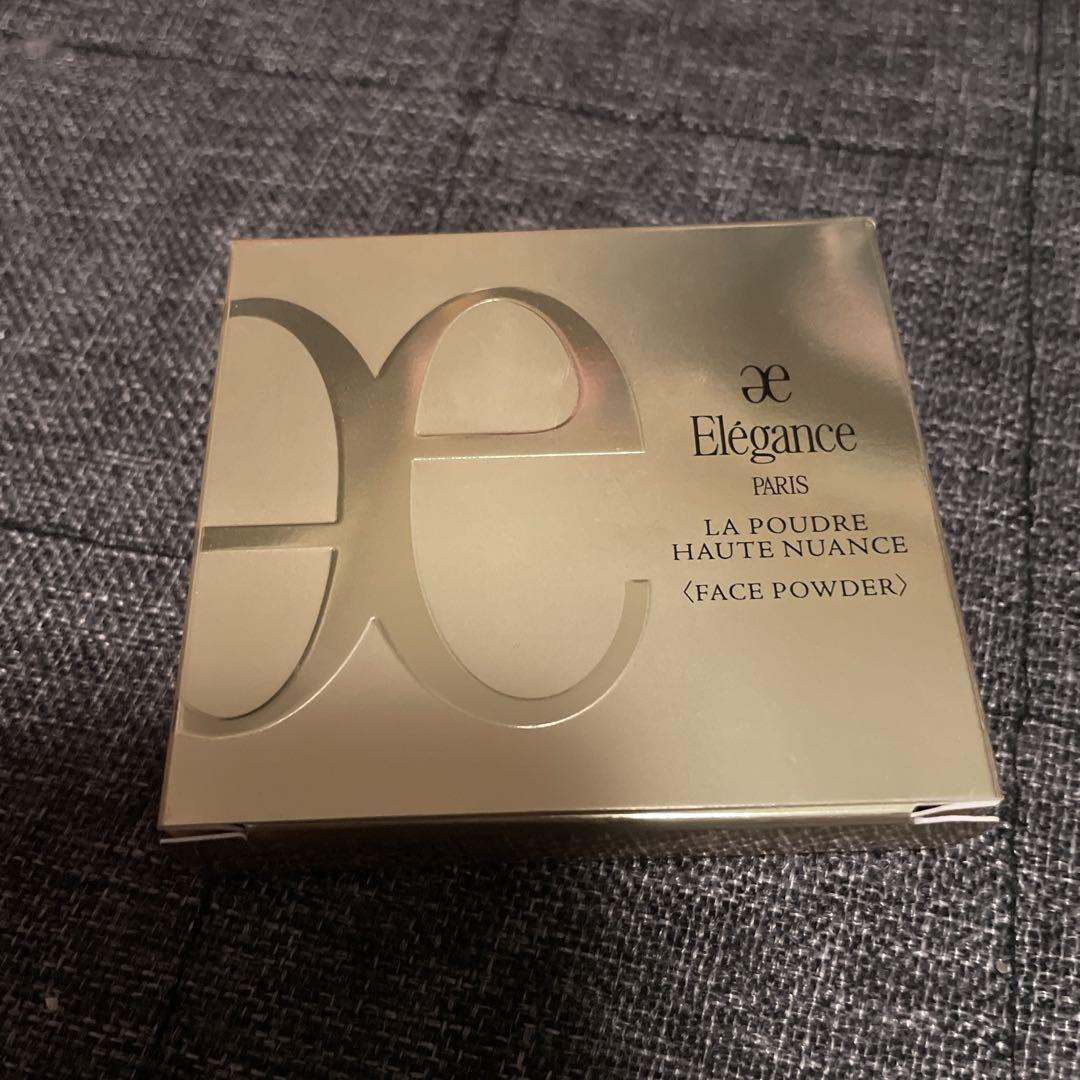 Elégance
PARIS
LA POUDRE
HAUTE NUANCE
〈FACE POWDER〉